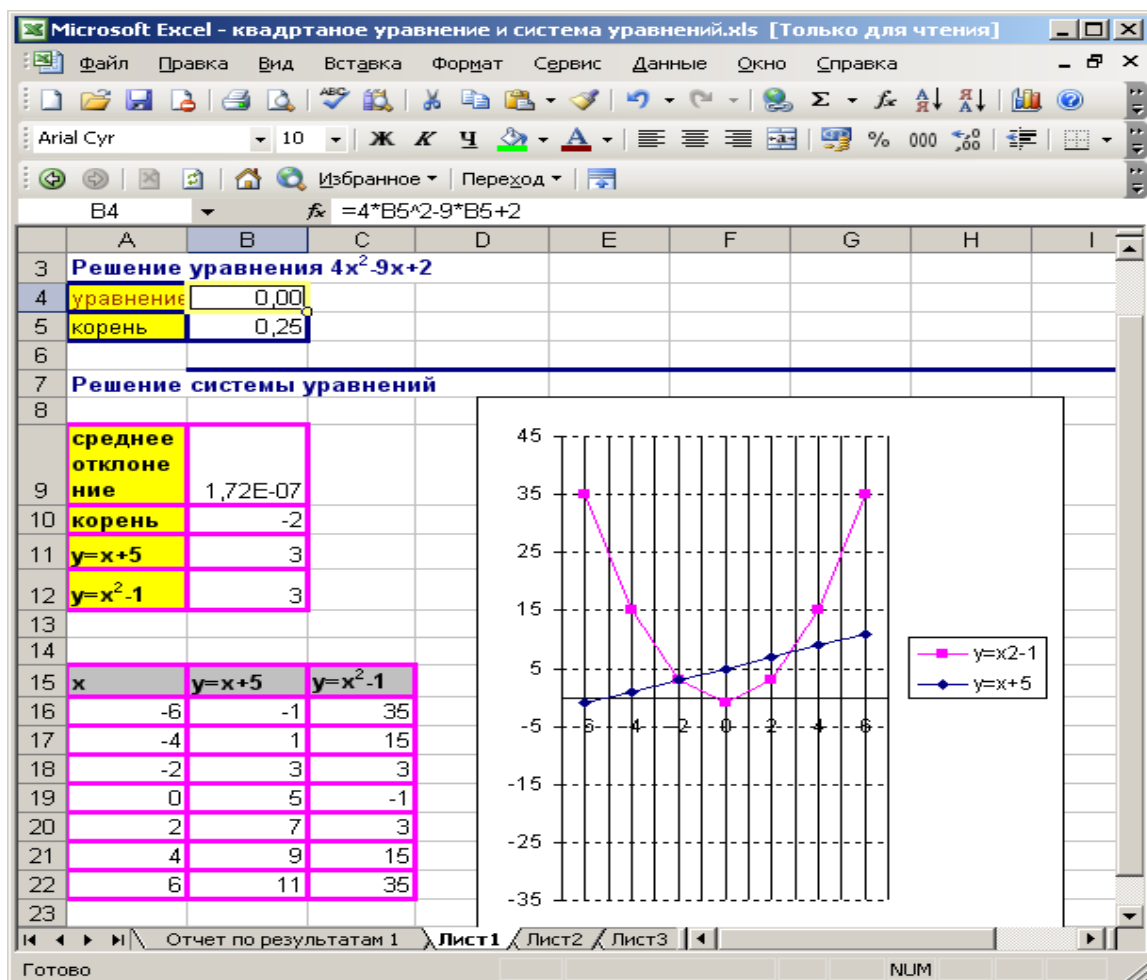 Microsoft Excel - квадртаное уравнение и система уравнений.xls [Только для чтения]
Файл Правка Вид Вставка Формат Сервис Данные Окно Справка
Arial Cyr 10 Ж К Ч % 000
Избранное Переход
B4 fx =4*B5^2-9*B5+2
A B C D E F G H I
3 Решение уравнения 4x²-9x+2
4 уравнение 0,00
5 корень 0,25
6
7 Решение системы уравнений
8
среднее
отклоне
9 ние 1,72E-07
10 корень -2
11 y=x+5 3
12 y=x²-1 3
13
14
15 x y=x+5 y=x²-1
16 -6 -1 35
17 -4 1 15
18 -2 3 3
19 0 5 -1
20 2 7 3
21 4 9 15
22 6 11 35
23
45
35
25
15
5
-5
-15
-25
-35
-6 -4 -2 0 2 4 6
y=x2-1
y=x+5
Отчет по результатам 1 Лист1 Лист2 Лист3
Готово NUM